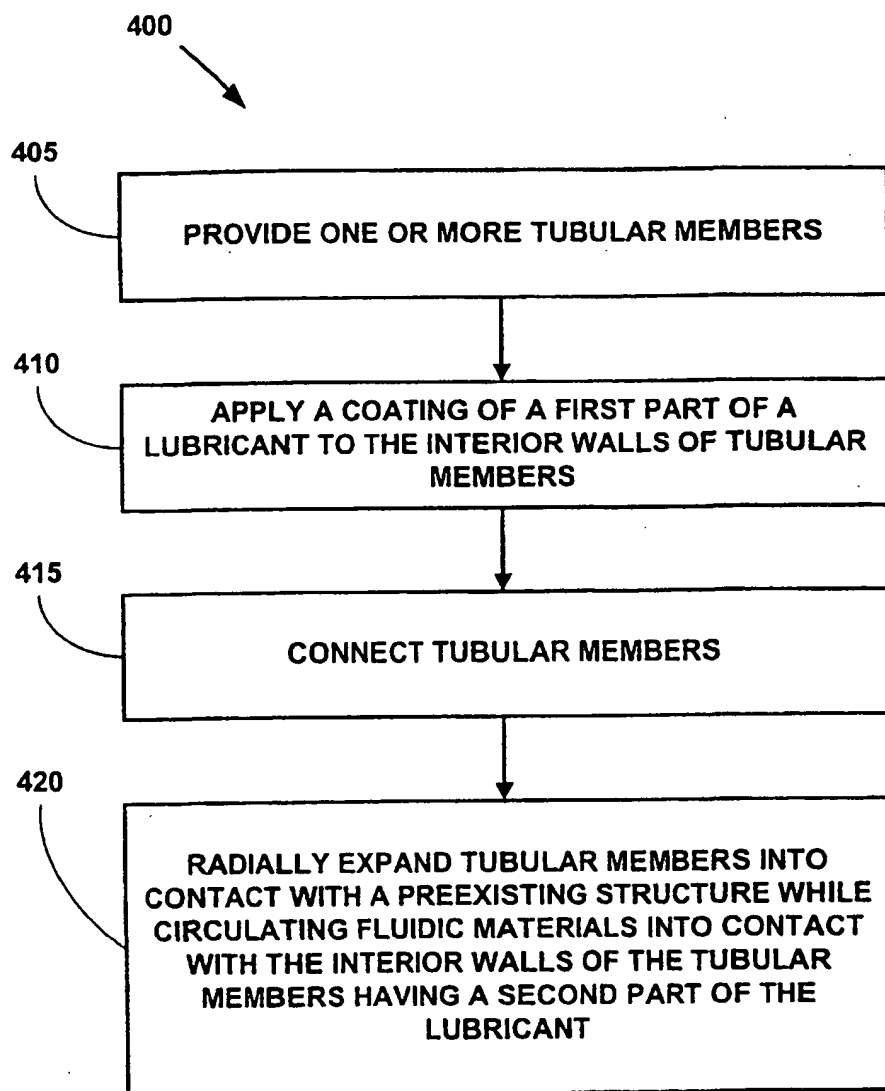 400
405
PROVIDE ONE OR MORE TUBULAR MEMBERS
410
APPLY A COATING OF A FIRST PART OF A
LUBRICANT TO THE INTERIOR WALLS OF TUBULAR
MEMBERS
415
CONNECT TUBULAR MEMBERS
420
RADIALLY EXPAND TUBULAR MEMBERS INTO
CONTACT WITH A PREEXISTING STRUCTURE WHILE
CIRCULATING FLUIDIC MATERIALS INTO CONTACT
WITH THE INTERIOR WALLS OF THE TUBULAR
MEMBERS HAVING A SECOND PART OF THE
LUBRICANT